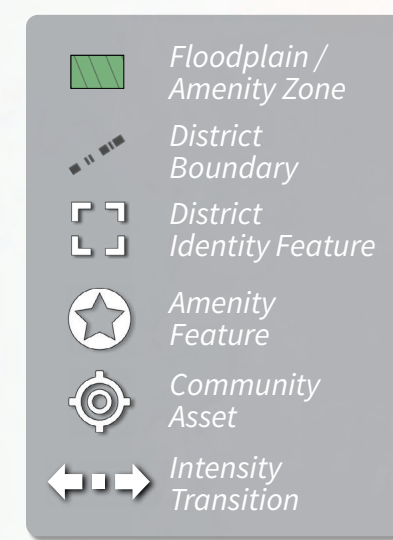 Floodplain /
Amenity Zone
District
Boundary
District
Identity Feature
Amenity
Feature
Community
Asset
Intensity
Transition